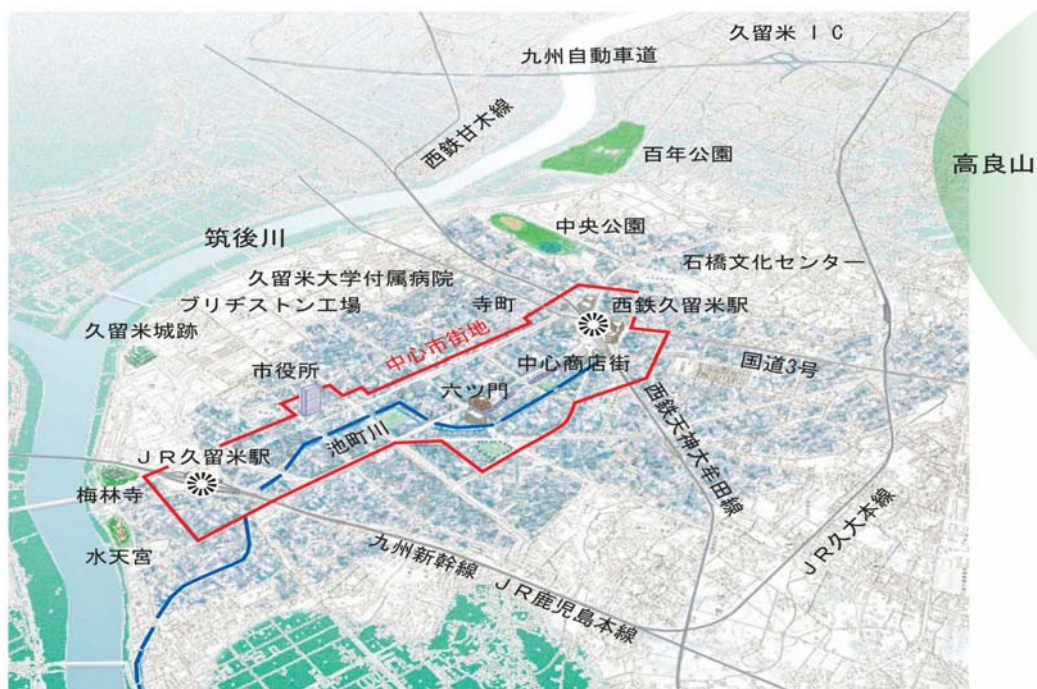 久留米ＩＣ
九州自動車道
西鉄甘木線
百年公園
高良山
中央公園
筑後川
石橋文化センター
久留米大学付属病院
ブリヂストン工場
寺町
西鉄久留米駅
久留米城跡
中心市街地
中心商店街
国道3号
市役所
六ツ門
西鉄天神大牟田線
池町川
ＪＲ久留米駅
梅林寺
ＪＲ久大本線
水天宮
九州新幹線 ＪＲ鹿児島本線